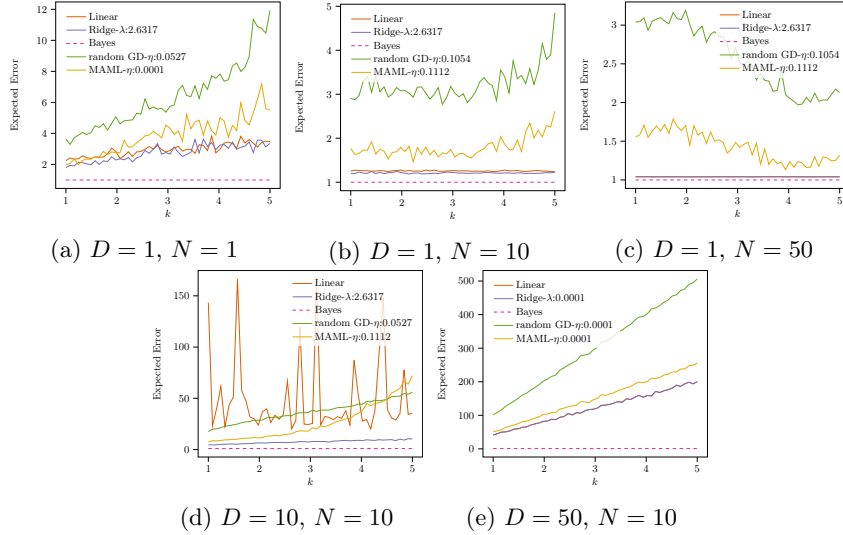 12
10
8
6
4
2
1
2
3
4
5
k
Expected Error
Linear
Ridge-λ:2.6317
Bayes
random GD-η:0.0527
MAML-η:0.0001
(a) D = 1, N = 1
5
4
3
2
1
1
2
3
4
5
k
Expected Error
Linear
Ridge-λ:2.6317
Bayes
random GD-η:0.1054
MAML-η:0.1112
(b) D = 1, N = 10
3.0
2.5
2.0
1.5
1.0
1
2
3
4
5
k
Expected Error
Linear
Ridge-λ:2.6317
Bayes
random GD-η:0.1054
MAML-η:0.1112
(c) D = 1, N = 50
150
100
50
0
1
2
3
4
5
k
Expected Error
Linear
Ridge-λ:2.6317
Bayes
random GD-η:0.0527
MAML-η:0.1112
(d) D = 10, N = 10
500
400
300
200
100
0
1
2
3
4
5
k
Expected Error
Linear
Ridge-λ:0.0001
Bayes
random GD-η:0.0001
MAML-η:0.0001
(e) D = 50, N = 10